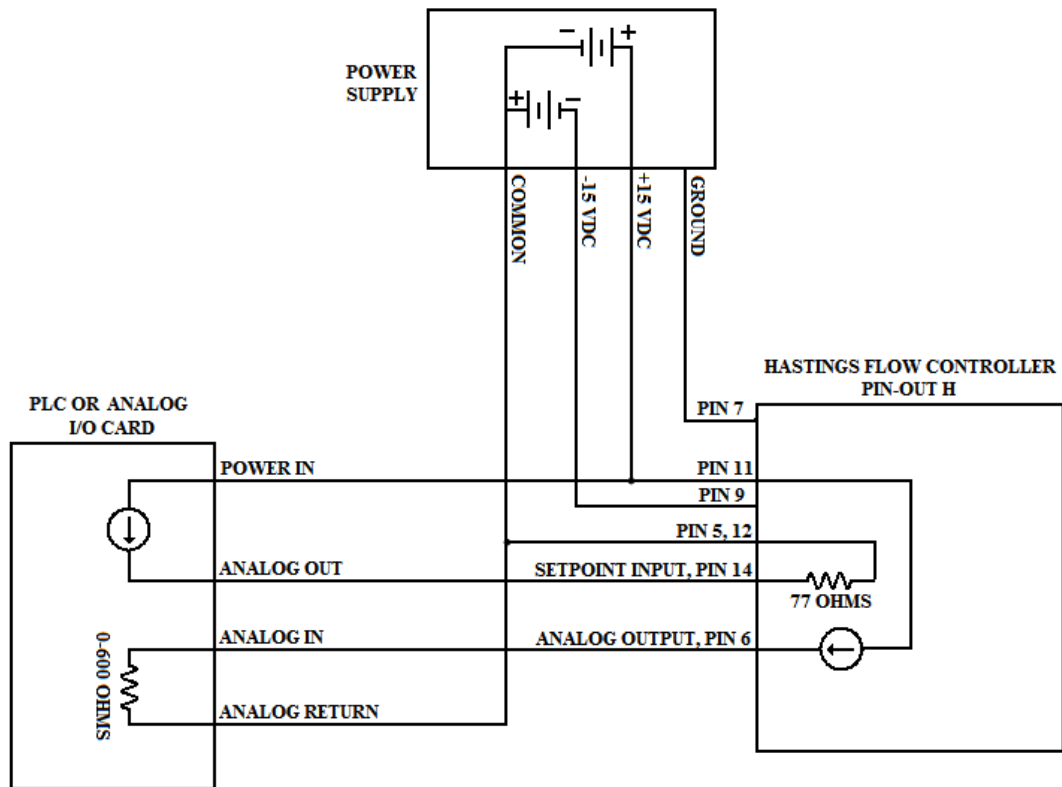 POWER
SUPPLY
−
+
+
−
COMMON
-15 VDC
+15 VDC
GROUND
HASTINGS FLOW CONTROLLER
PIN-OUT H
PLC OR ANALOG
I/O CARD
PIN 7
POWER IN
PIN 11
PIN 9
PIN 5, 12
ANALOG OUT
SETPOINT INPUT, PIN 14
77 OHMS
ANALOG IN
ANALOG OUTPUT, PIN 6
0-600 OHMS
ANALOG RETURN